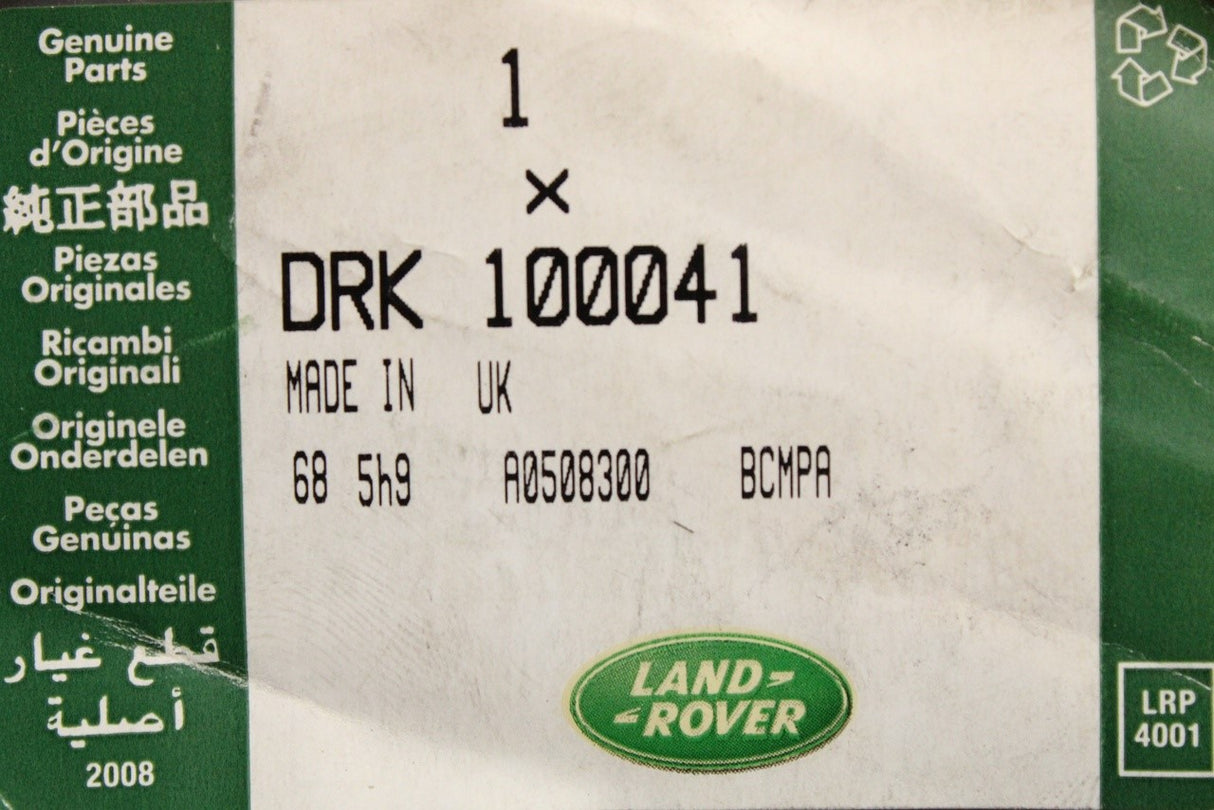 Genuine
Parts
Pièces
d'Origine
純正部品
Piezas
Originales
Ricambi
Originali
Originele
Onderdelen
Peças
Genúinas
Originalteile
قطع غيار
أصلية
2008
1
×
DRK 100041
MADE IN UK
68 5h9 A0508300 BCMPA
LAND
ROVER
LRP
4001